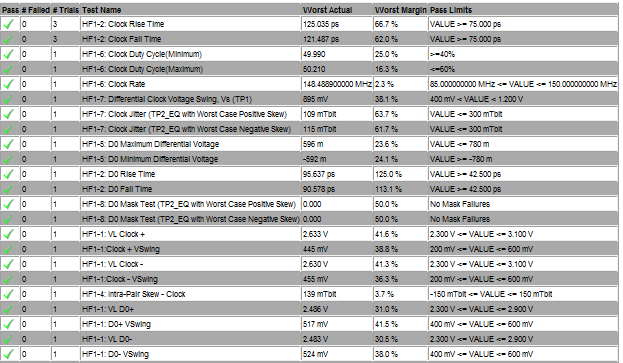 Pass # Failed # Trials Test Name Worst Actual Worst Margin Pass Limits
0 3 HF1-2: Clock Rise Time 125.035 ps 66.7 % VALUE >= 75.000 ps
0 3 HF1-2: Clock Fall Time 121.487 ps 62.0 % VALUE >= 75.000 ps
0 1 HF1-6: Clock Duty Cycle(Minimum) 49.990 25.0 % >=40%
0 1 HF1-6: Clock Duty Cycle(Maximum) 50.210 16.3 % <=60%
0 1 HF1-6: Clock Rate 148.488900000 MHz 2.3 % 85.000000000 MHz <= VALUE <= 150.000000000 MHz
0 1 HF1-7: Differential Clock Voltage Swing, Vs (TP1) 895 mV 38.1 % 400 mV < VALUE < 1.200 V
0 1 HF1-7: Clock Jitter (TP2_EQ with Worst Case Positive Skew) 109 mTbit 63.7 % VALUE <= 300 mTbit
0 1 HF1-7: Clock Jitter (TP2_EQ with Worst Case Negative Skew) 115 mTbit 61.7 % VALUE <= 300 mTbit
0 1 HF1-5: D0 Maximum Differential Voltage 596 m 23.6 % VALUE <= 780 m
0 1 HF1-5: D0 Minimum Differential Voltage -592 m 24.1 % VALUE >= -780 m
0 1 HF1-2: D0 Rise Time 95.637 ps 125.0 % VALUE >= 42.500 ps
0 1 HF1-2: D0 Fall Time 90.578 ps 113.1 % VALUE >= 42.500 ps
0 1 HF1-8: D0 Mask Test (TP2_EQ with Worst Case Positive Skew) 0.000 50.0 % No Mask Failures
0 1 HF1-8: D0 Mask Test (TP2_EQ with Worst Case Negative Skew) 0.000 50.0 % No Mask Failures
0 1 HF1-1: VL Clock + 2.633 V 41.6 % 2.300 V <= VALUE <= 3.100 V
0 1 HF1-1:Clock + VSwing 445 mV 38.8 % 200 mV <= VALUE <= 600 mV
0 1 HF1-1: VL Clock - 2.630 V 41.3 % 2.300 V <= VALUE <= 3.100 V
0 1 HF1-1:Clock - VSwing 455 mV 36.3 % 200 mV <= VALUE <= 600 mV
0 1 HF1-4: Intra-Pair Skew - Clock 139 mTbit 3.7 % -150 mTbit <= VALUE <= 150 mTbit
0 1 HF1-1: VL D0+ 2.486 V 31.0 % 2.300 V <= VALUE <= 2.900 V
0 1 HF1-1: D0+ VSwing 517 mV 41.5 % 400 mV <= VALUE <= 600 mV
0 1 HF1-1: VL D0- 2.483 V 30.5 % 2.300 V <= VALUE <= 2.900 V
0 1 HF1-1: D0- VSwing 524 mV 38.0 % 400 mV <= VALUE <= 600 mV